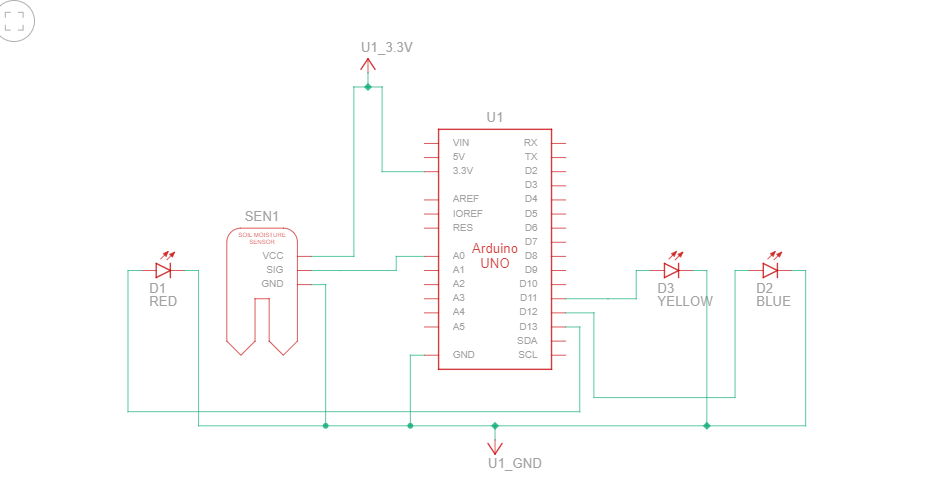 U1_3.3V
U1
VIN RX
5V TX
3.3V D2
D3
AREF D4
IOREF D5
RES D6
D7
SEN1
SOIL MOISTURE
SENSOR
Arduino
UNO
VCC A0 D8
SIG A1 D9
GND A2 D10
A3 D11
A4 D12
A5 D13
SDA
GND SCL
D1
RED
D3
YELLOW
D2
BLUE
U1_GND